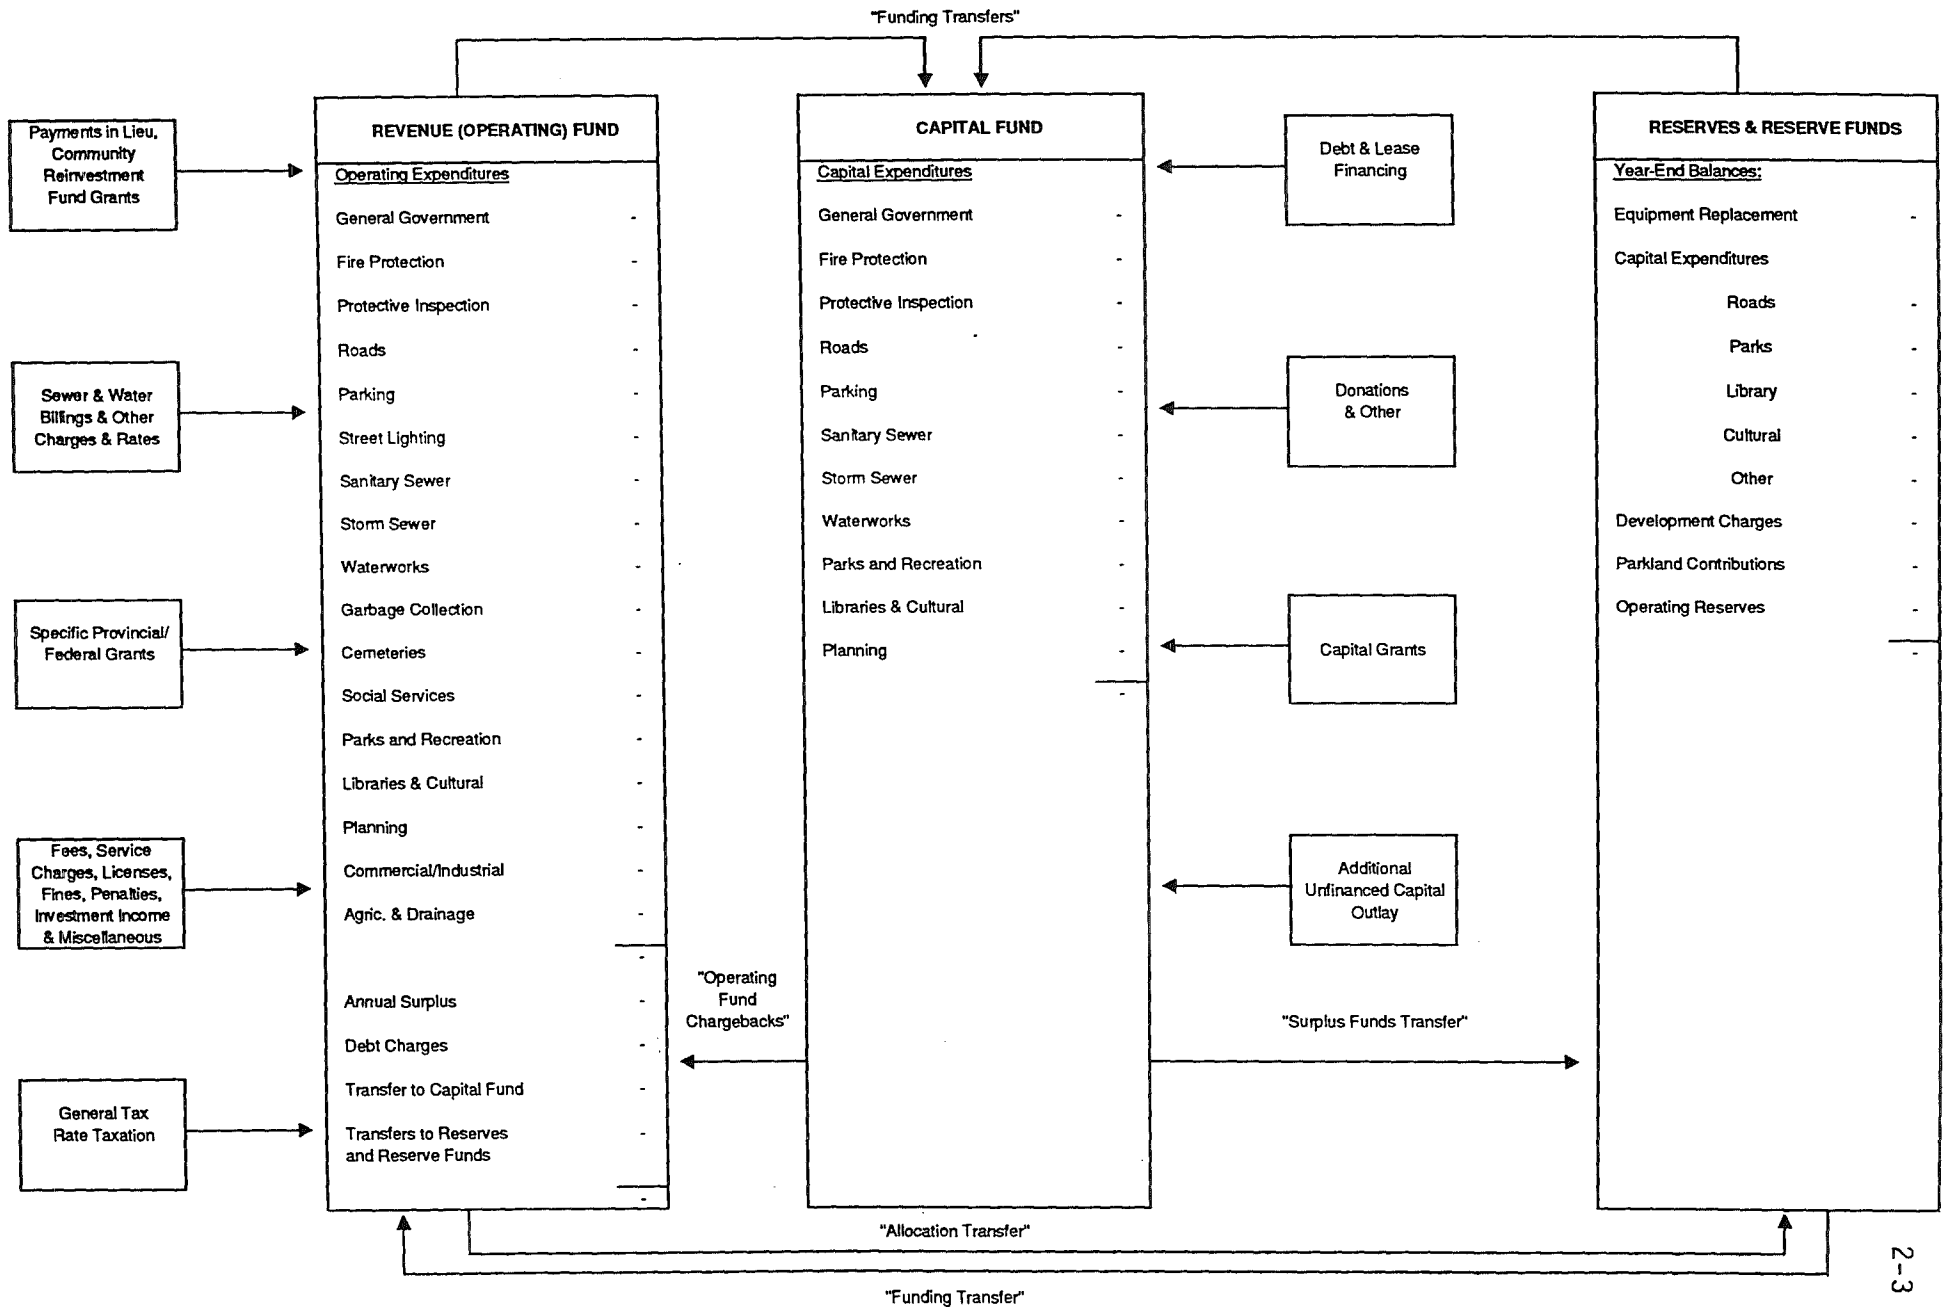 "Funding Transfers"
Payments in Lieu,
Community
Reinvestment
Fund Grants
Sewer & Water
Billings & Other
Charges & Rates
Specific Provincial/
Federal Grants
Fees, Service
Charges, Licenses,
Fines, Penalties,
Investment Income
& Miscellaneous
General Tax
Rate Taxation
REVENUE (OPERATING) FUND
Operating Expenditures
General Government -
Fire Protection -
Protective Inspection -
Roads -
Parking -
Street Lighting -
Sanitary Sewer -
Storm Sewer -
Waterworks -
Garbage Collection -
Cemeteries -
Social Services -
Parks and Recreation -
Libraries & Cultural -
Planning -
Commercial/Industrial -
Agric. & Drainage -
-
Annual Surplus -
Debt Charges -
Transfer to Capital Fund -
Transfers to Reserves -
and Reserve Funds
-
"Operating
Fund
Chargebacks"
CAPITAL FUND
Capital Expenditures
General Government -
Fire Protection -
Protective Inspection -
Roads -
Parking -
Sanitary Sewer -
Storm Sewer -
Waterworks -
Parks and Recreation -
Libraries & Cultural -
Planning -
-
Debt & Lease
Financing
Donations
& Other
Capital Grants
Additional
Unfinanced Capital
Outlay
"Surplus Funds Transfer"
RESERVES & RESERVE FUNDS
Year-End Balances:
Equipment Replacement -
Capital Expenditures
Roads -
Parks -
Library -
Cultural -
Other -
Development Charges -
Parkland Contributions -
Operating Reserves -
-
"Allocation Transfer"
"Funding Transfer"
2-3